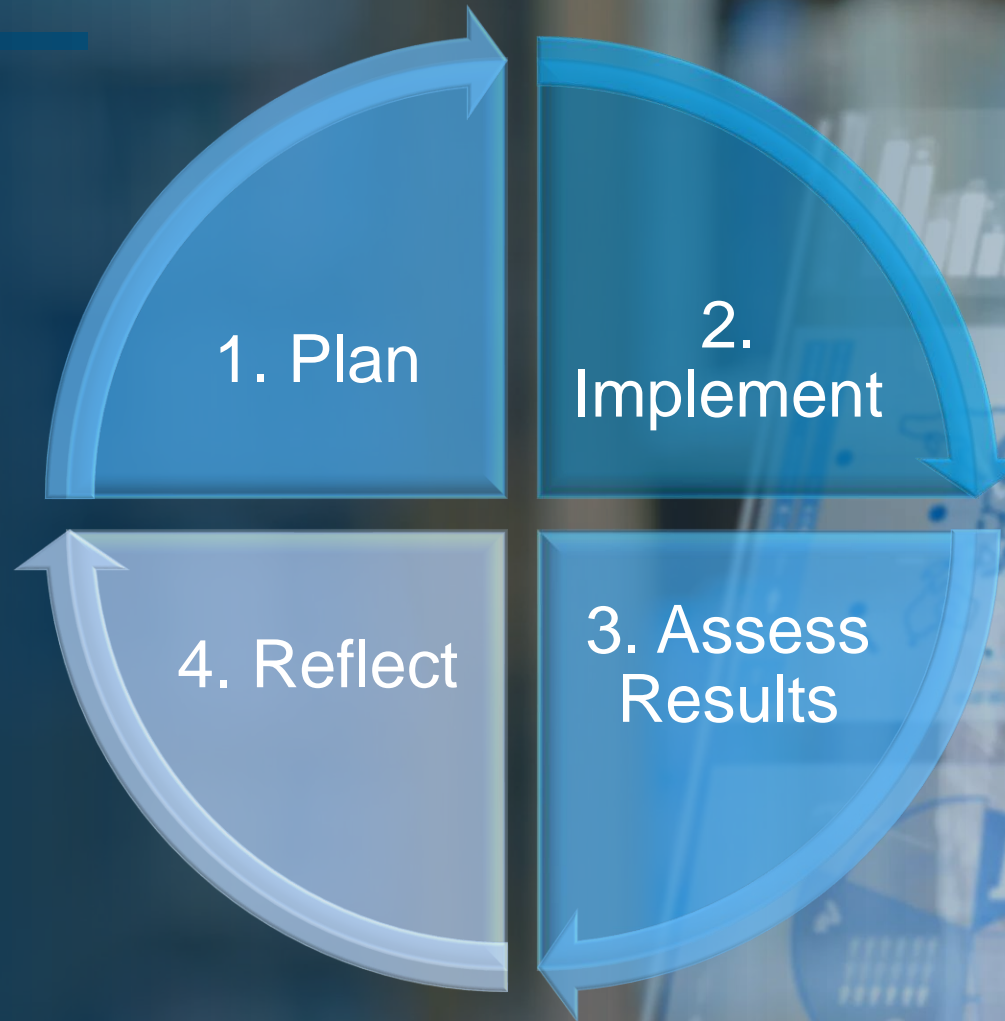 1. Plan
2.
Implement
3. Assess
Results
4. Reflect